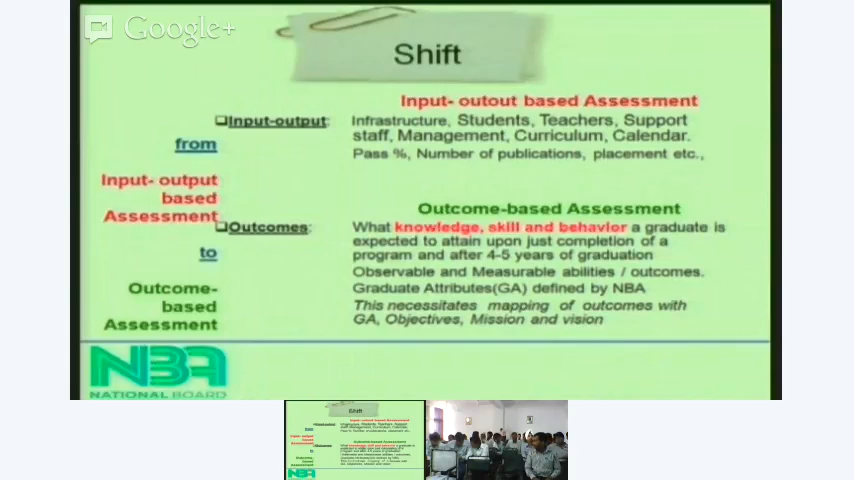 Google+
Shift
Input- outout based Assessment
❑Input-output: Infrastructure, Students, Teachers, Support
staff, Management, Curriculum, Calendar.
from
Pass %, Number of publications, placement etc.,
Input- output
based
Assessment
Outcome-based Assessment
❑Outcomes: What knowledge, skill and behavior a graduate is
expected to attain upon just completion of a
to
program and after 4-5 years of graduation
Observable and Measurable abilities / outcomes.
Outcome-
based
Assessment
Graduate Attributes(GA) defined by NBA
This necessitates mapping of outcomes with
GA, Objectives, Mission and vision
NBA
NATIONAL BOARD